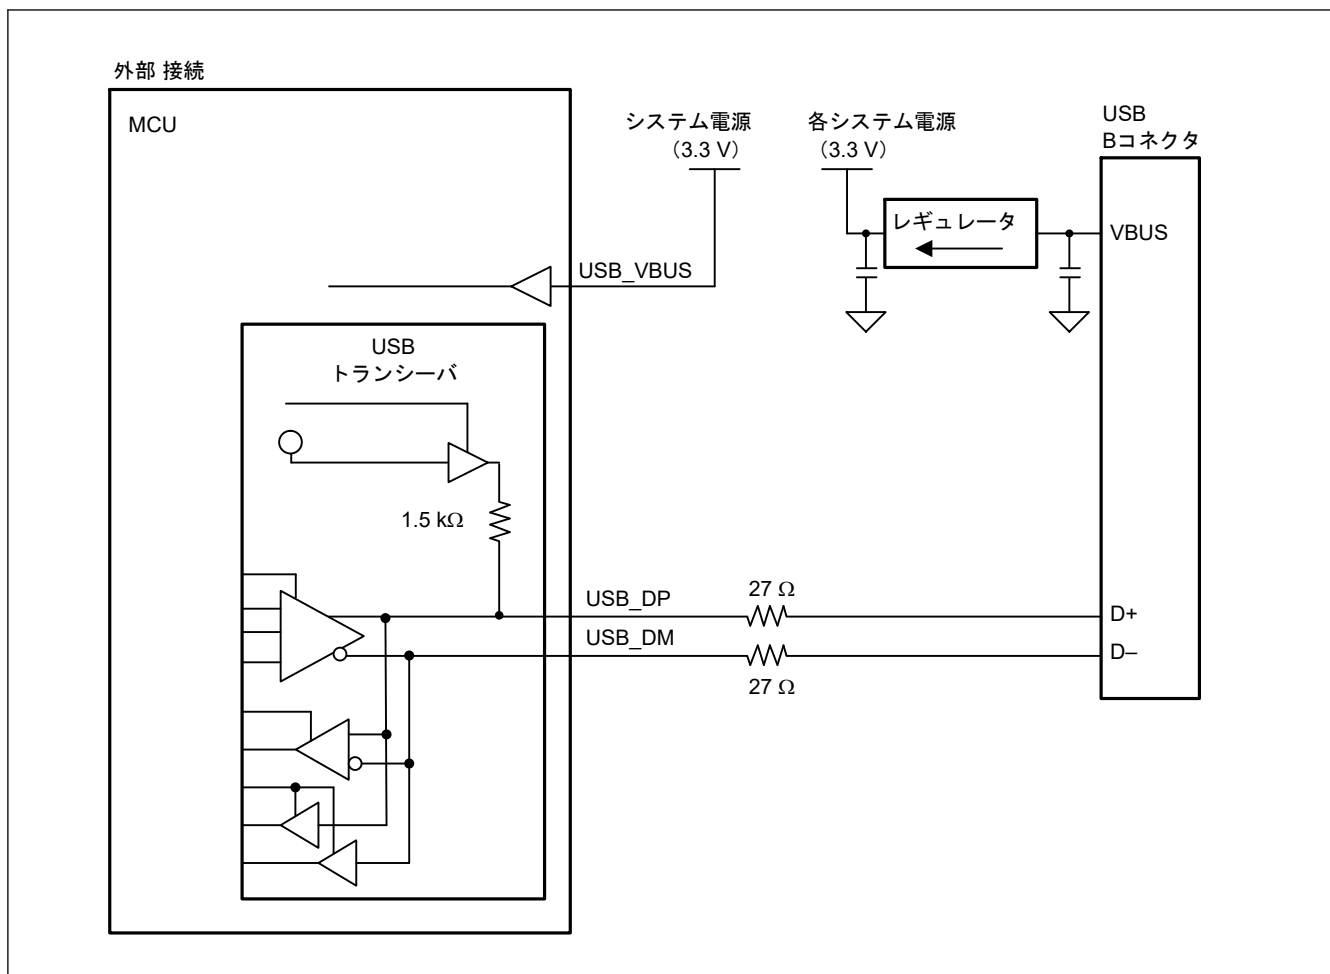 外部 接続
MCU
システム電源
(3.3 V)
各システム電源
(3.3 V)
USB
Bコネクタ
レギュレータ
VBUS
USB_VBUS
USB
トランシーバ
1.5 kΩ
USB_DP
27 Ω
D+
USB_DM
27 Ω
D–